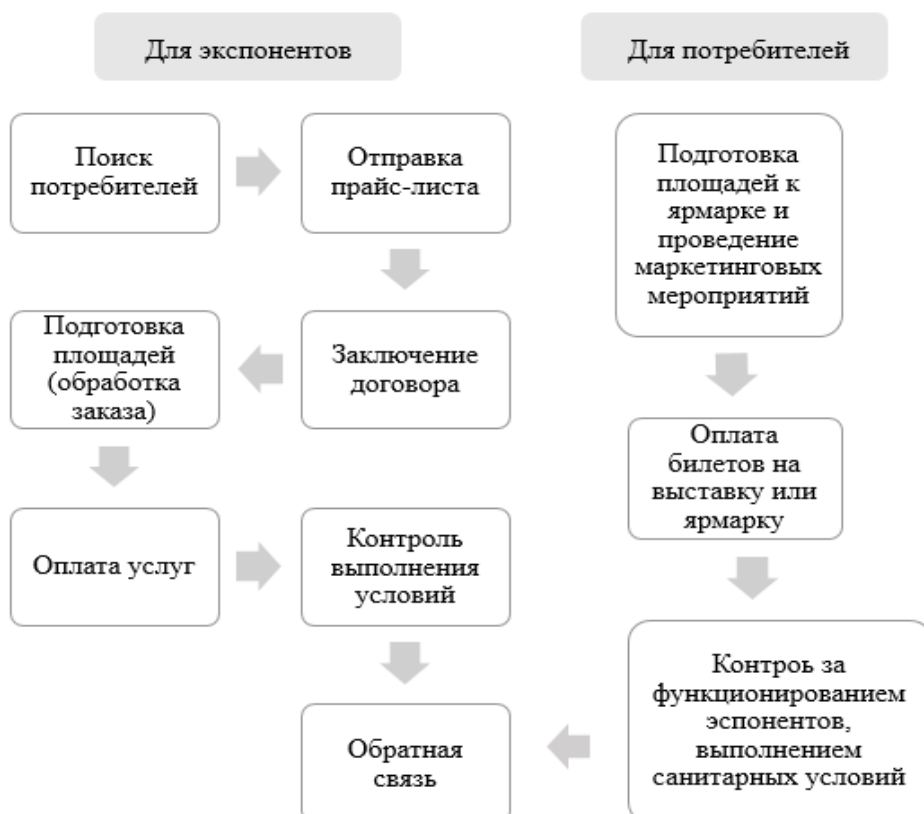 Для экспонентов
Для потребителей
Поиск
потребителей
Отправка
прайс-листа
Подготовка
площадей
(обработка
заказа)
Заключение
договора
Оплата услуг
Контроль
выполнения
условий
Обратная
связь
Подготовка
площадей к
ярмарке и
проведение
маркетинговых
мероприятий
Оплата
билетов на
выставку или
ярмарку
Контроь за
функционированием
эспонентов,
выполнением
санитарных условий